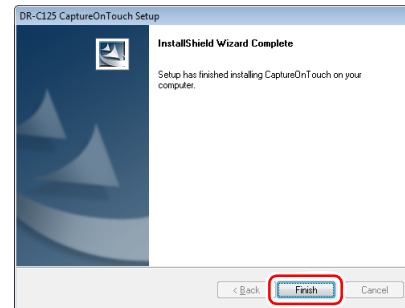 DR-C125 CaptureOnTouch Setup
InstallShield Wizard Complete
Setup has finished installing CaptureOnTouch on your
computer.
< Back
Finish
Cancel